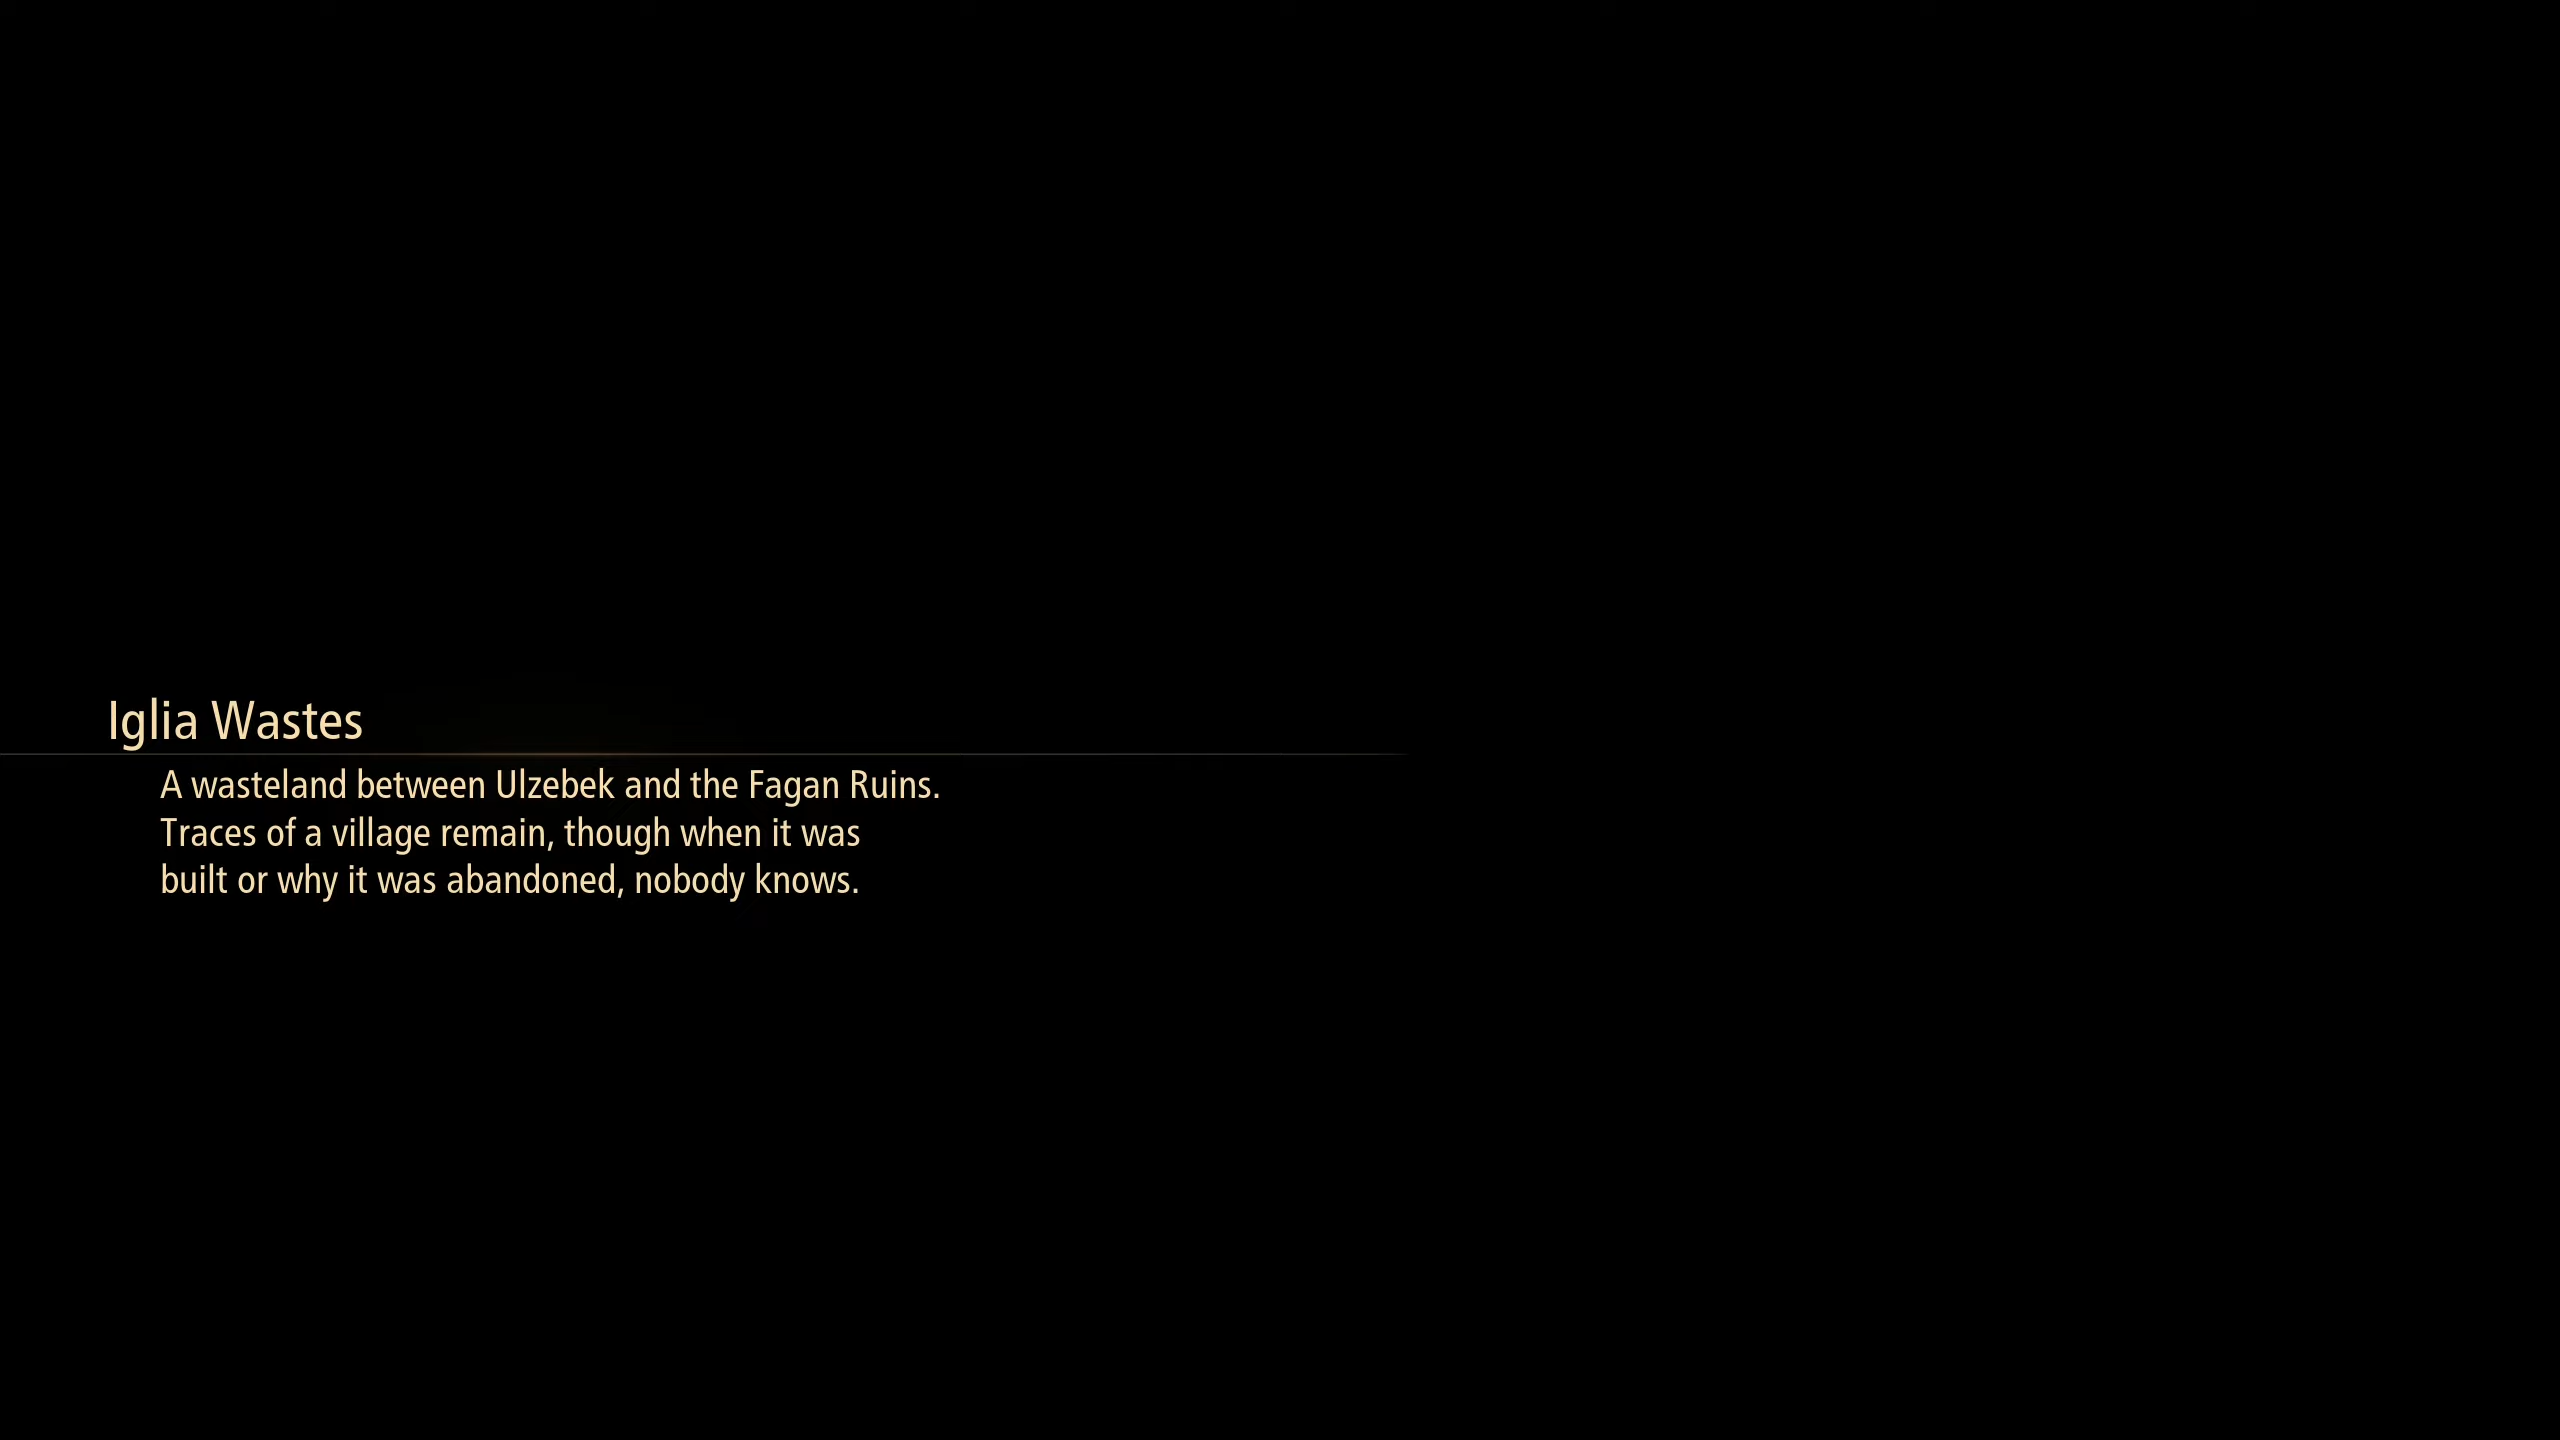 Iglia Wastes
A wasteland between Ulzebek and the Fagan Ruins.
Traces of a village remain, though when it was
built or why it was abandoned, nobody knows.